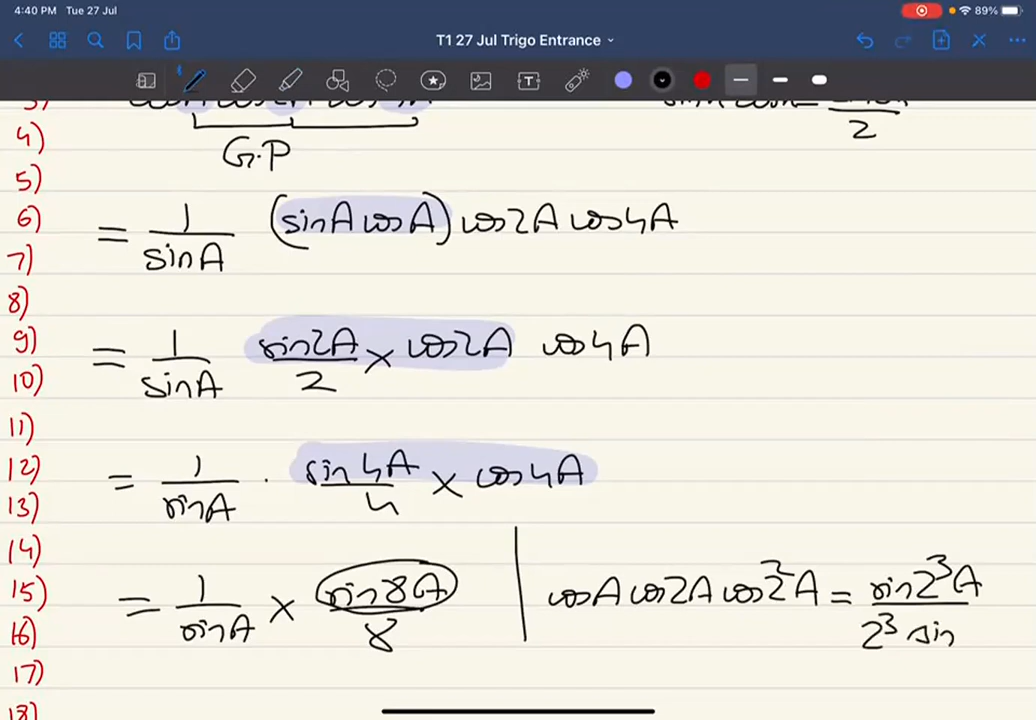 4:40 PM Tue 27 Jul 89%
T1 27 Jul Trigo Entrance
T
3)
2
4)
G.P
5)
6) = 1/sinA (sinA cosA) cos2A cos4A
7)
8)
9) = 1/sinA sin2A/2 × cos2A cos4A
10)
11)
12) = 1/sinA · sin4A/4 × cos4A
13)
14)
15) = 1/sinA × sin8A/8 | cosA cos2A cos2²A = sin2³A/2³ sin
16)
17)
18)